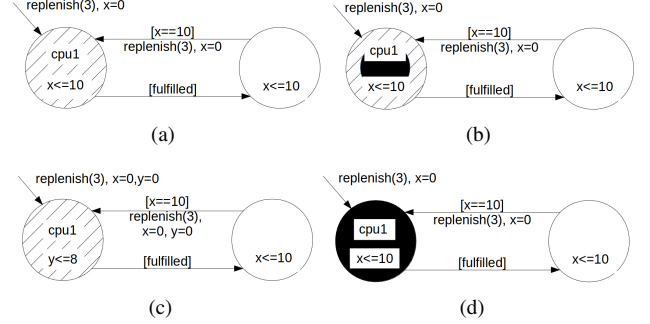 replenish(3), x=0
[x==10]
replenish(3), x=0
cpu1
x<=10
x<=10
[fulfilled]
(a)
replenish(3), x=0
[x==10]
replenish(3), x=0
cpu1
x<=10
x<=10
[fulfilled]
(b)
replenish(3), x=0,y=0
[x==10]
replenish(3),
x=0, y=0
cpu1
y<=8
x<=10
[fulfilled]
(c)
replenish(3), x=0
[x==10]
replenish(3), x=0
cpu1
x<=10
x<=10
[fulfilled]
(d)